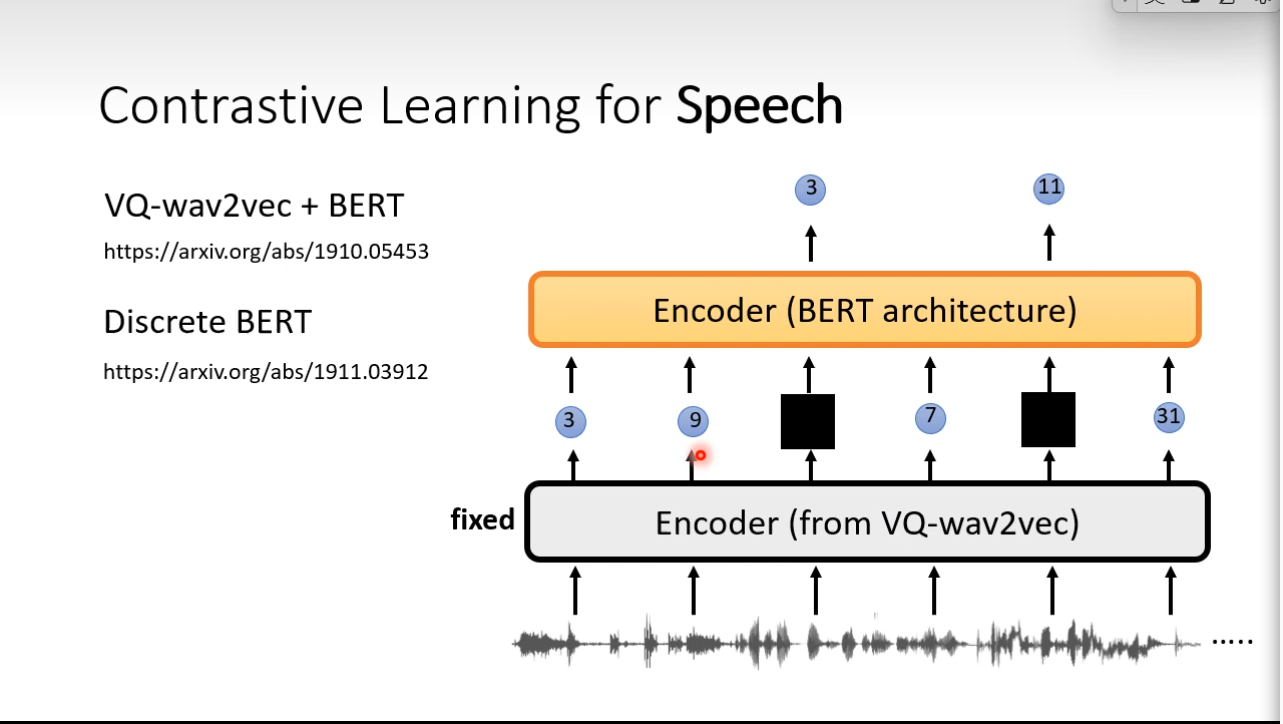 Contrastive Learning for Speech
VQ-wav2vec + BERT
https://arxiv.org/abs/1910.05453
Discrete BERT
https://arxiv.org/abs/1911.03912
3
11
Encoder (BERT architecture)
3
9
7
31
fixed
Encoder (from VQ-wav2vec)
.....